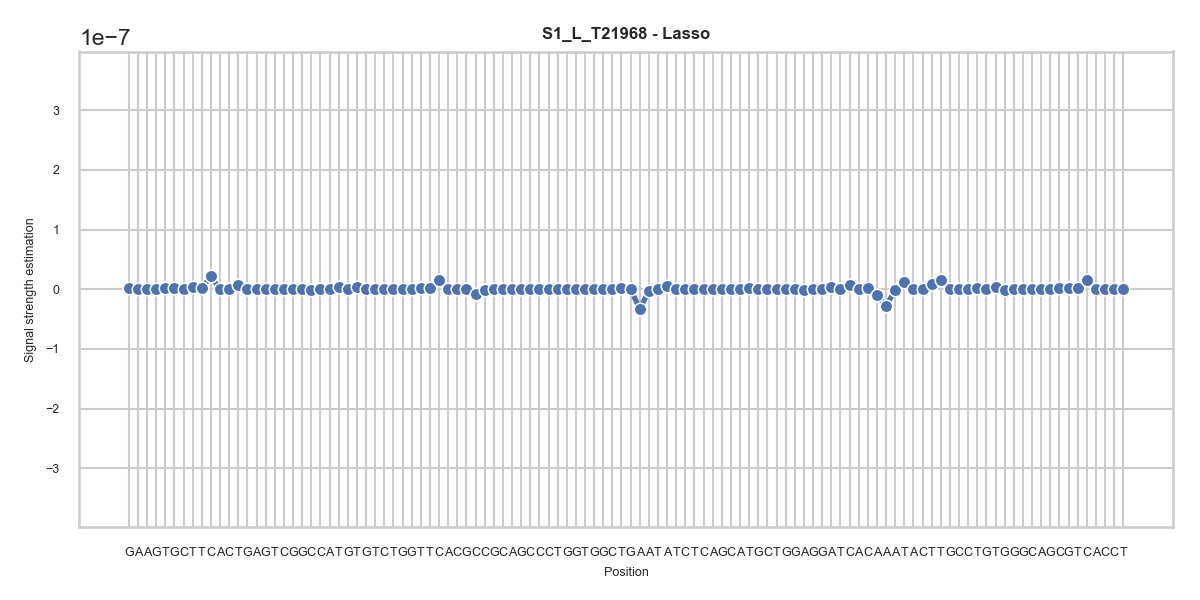 S1_L_T21968 - Lasso
1e−7
3
2
1
0
−1
−2
−3
Signal strength estimation
GAAGTGCTTCACTGAGTCGGCCATGTGTCTGGTTCACGCCGCAGCCCTGGTGGCTGAATATCTCAGCATGCTGGAGGATCACAAATACTTGCCTGTGGGCAGCGTCACCT
Position